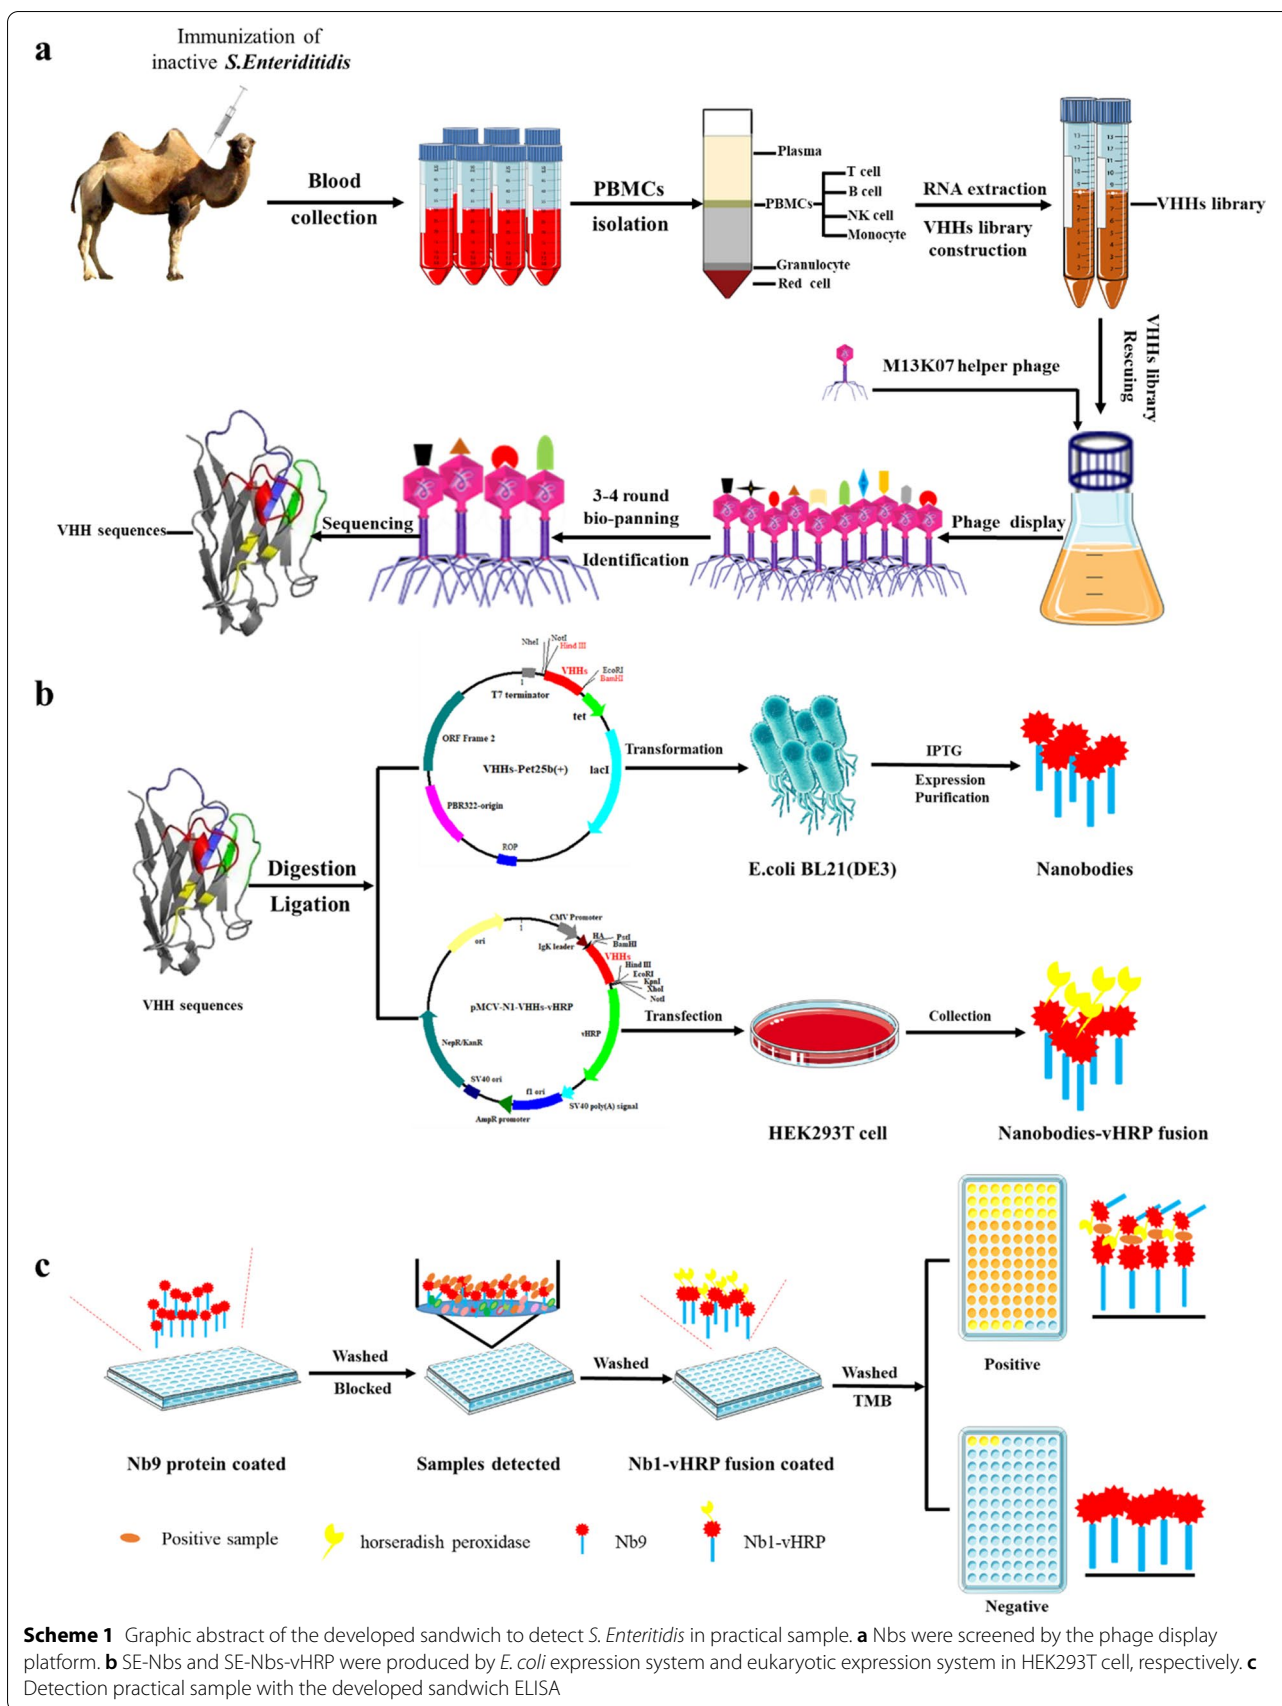 a
Immunization of
inactive S.Enteriditidis
Blood
collection
PBMCs
isolation
Plasma
PBMCs
T cell
B cell
NK cell
Monocyte
Granulocyte
Red cell
RNA extraction
VHHs library
construction
VHHs library
VHHs library
Rescuing
M13K07 helper phage
Phage display
3-4 round
bio-panning
Identification
Sequencing
VHH sequences
b
VHH sequences
Digestion
Ligation
NheI
NotI
Hind III
VHHs
EcoRI
BamHI
1
T7 terminator
tet
ORF Frame 2
VHHs-Pet25b(+)
lacI
PBR322-origin
ROP
Transformation
E.coli BL21(DE3)
IPTG
Expression
Purification
Nanobodies
CMV Promoter
1
ori
IgK leader
HA
PstI
BamHI
VHHs
Hind III
EcoRI
KpnI
XhoI
NotI
pMCV-N1-VHHs-vHRP
vHRP
NepR/KanR
SV40 ori
f1 ori
AmpR promoter
SV40 poly(A) signal
Transfection
HEK293T cell
Collection
Nanobodies-vHRP fusion
c
Nb9 protein coated
Washed
Blocked
Samples detected
Washed
Nb1-vHRP fusion coated
Washed
TMB
Positive
Negative
Positive sample
horseradish peroxidase
Nb9
Nb1-vHRP
Scheme 1 Graphic abstract of the developed sandwich to detect S. Enteritidis in practical sample. a Nbs were screened by the phage display
platform. b SE-Nbs and SE-Nbs-vHRP were produced by E. coli expression system and eukaryotic expression system in HEK293T cell, respectively. c
Detection practical sample with the developed sandwich ELISA